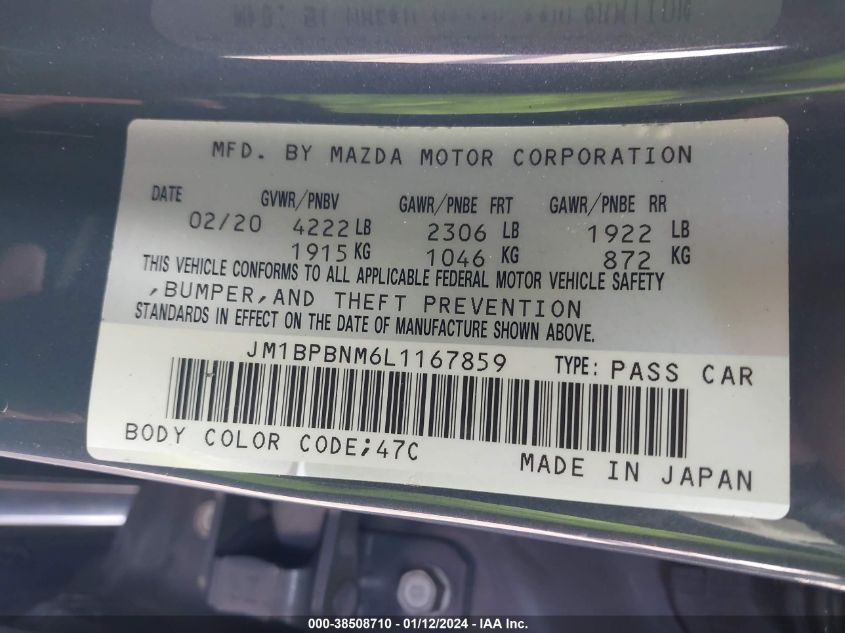 MFD. BY MAZDA MOTOR CORPORATION
DATE GVWR/PNBV GAWR/PNBE FRT GAWR/PNBE RR
02/20 4222 LB 2306 LB 1922 LB
1915 KG 1046 KG 872 KG
THIS VEHICLE CONFORMS TO ALL APPLICABLE FEDERAL MOTOR VEHICLE SAFETY
,BUMPER,AND THEFT PREVENTION
STANDARDS IN EFFECT ON THE DATE OF MANUFACTURE SHOWN ABOVE.
JM1BPBNM6L1167859 TYPE: PASS CAR
BODY COLOR CODE;47C
MADE IN JAPAN
000-38508710 - 01/12/2024 - IAA Inc.